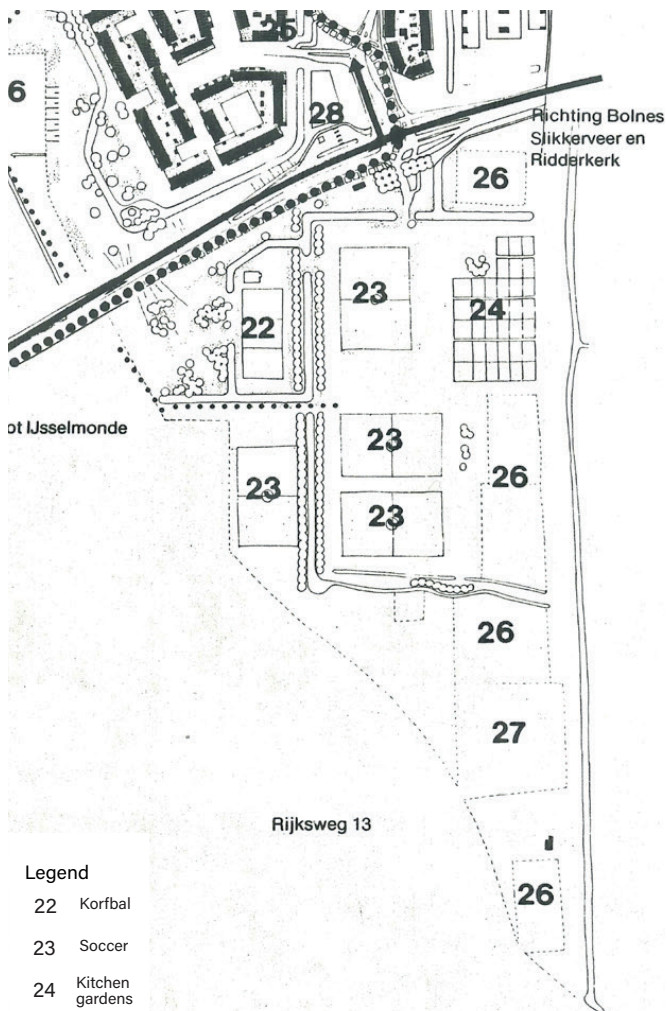 25
6
28
Richting Bolnes
Slikkerveer en
Ridderkerk
26
23
24
22
ot IJsselmonde
23
26
23
23
26
27
Rijksweg 13
26
Legend
22 Korfbal
23 Soccer
24 Kitchen
gardens